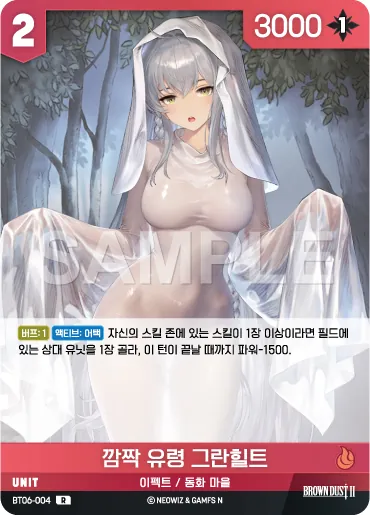 2
3000 1
SAMPLE
버프: 1 액티브: 어택 자신의 스킬 존에 있는 스킬이 1장 이상이라면 필드에
있는 상대 유닛을 1장 골라, 이 턴이 끝날 때까지 파워-1500.
깜짝 유령 그란힐트
UNIT 이펙트 / 동화 마을
BT06-004 R ⓒ NEOWIZ & GAMFS N BROWN DUST II